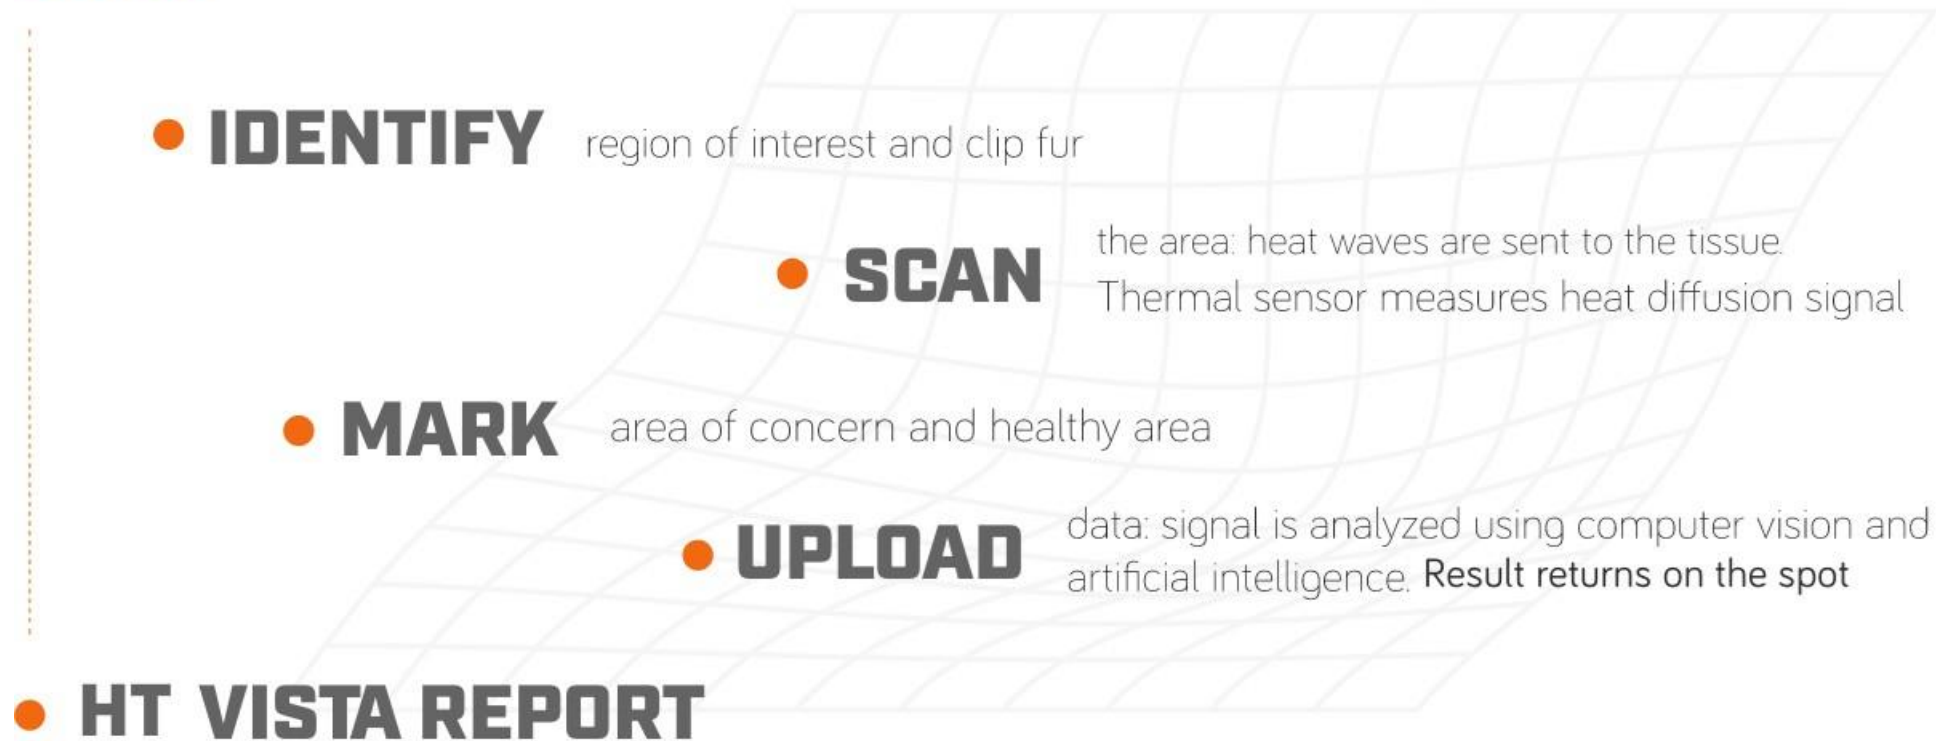 IDENTIFY region of interest and clip fur
SCAN the area: heat waves are sent to the tissue.
Thermal sensor measures heat diffusion signal
MARK area of concern and healthy area
UPLOAD data: signal is analyzed using computer vision and
artificial intelligence. Result returns on the spot
HT VISTA REPORT